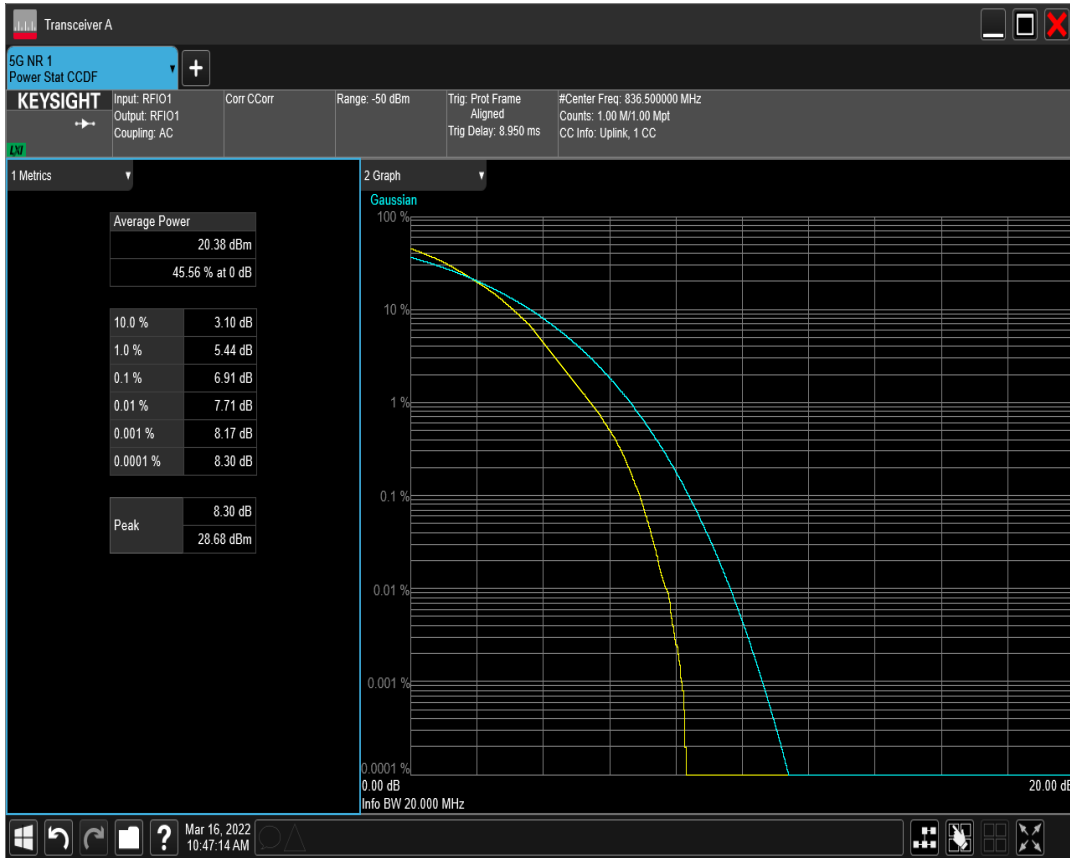 Transceiver A
5G NR 1
Power Stat CCDF
KEYSIGHT
LXI
Input: RFIO1
Output: RFIO1
Coupling: AC
Corr CCorr
Range: -50 dBm
Trig: Prot Frame
Aligned
Trig Delay: 8.950 ms
#Center Freq: 836.500000 MHz
Counts: 1.00 M/1.00 Mpt
CC Info: Uplink, 1 CC
1 Metrics
Average Power
20.38 dBm
45.56 % at 0 dB
10.0 % 3.10 dB
1.0 % 5.44 dB
0.1 % 6.91 dB
0.01 % 7.71 dB
0.001 % 8.17 dB
0.0001 % 8.30 dB
Peak 8.30 dB
28.68 dBm
2 Graph
Gaussian
100 %
10 %
1 %
0.1 %
0.01 %
0.001 %
0.0001 %
0.00 dB 20.00 dB
Info BW 20.000 MHz
? Mar 16, 2022
10:47:14 AM